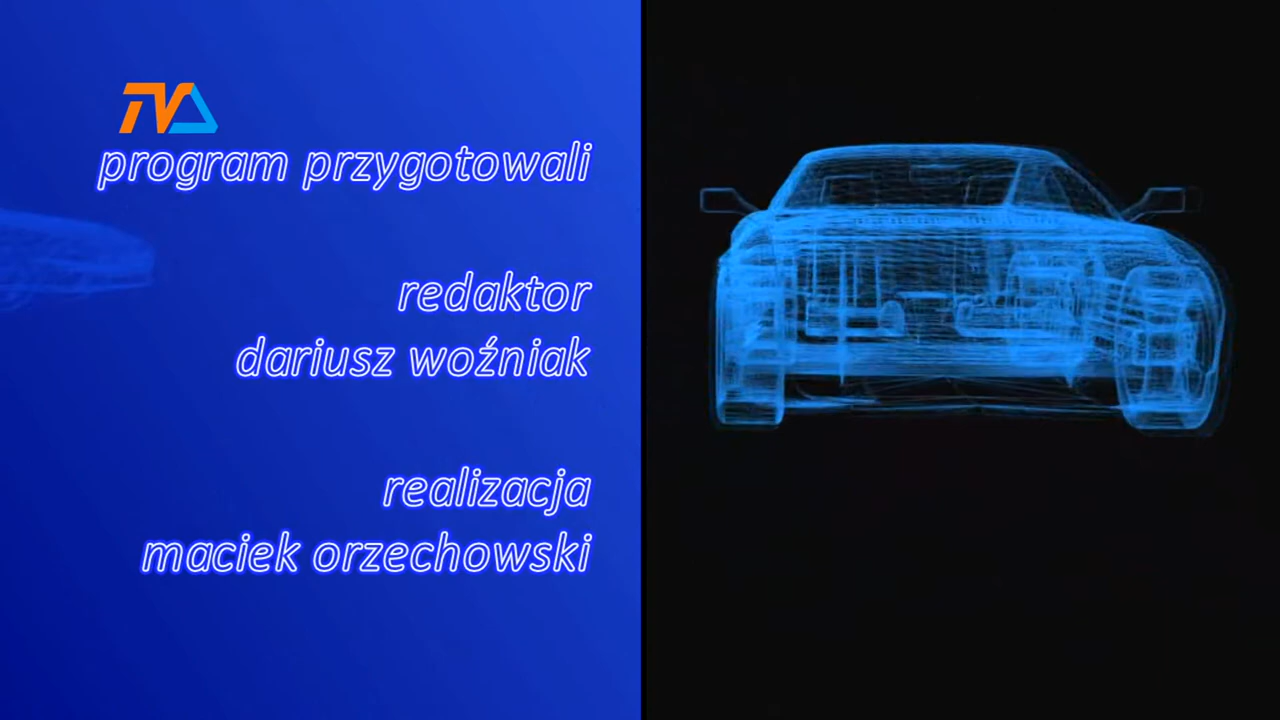 TVA
program przygotowali
redaktor
dariusz woźniak
realizacja
maciek orzechowski